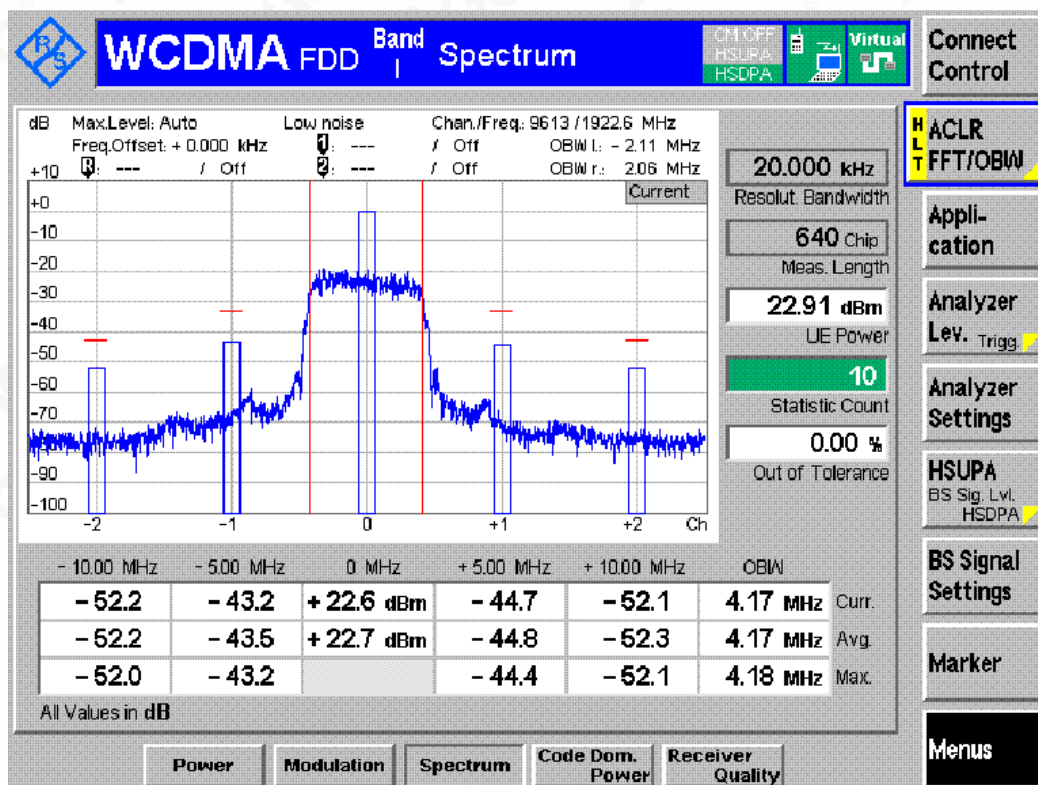 R S
WCDMA FDD Band I Spectrum
CM OFF
HSUPA
HSDPA
Virtual
Connect Control
dB Max.Level: Auto Low noise Chan./Freq.: 9613 / 1922.6 MHz
Freq.Offset: + 0.000 kHz 1: --- / Off OBW l.: - 2.11 MHz
R: --- / Off 2: --- / Off OBW r.: 2.06 MHz
Current
+10
+0
-10
-20
-30
-40
-50
-60
-70
-80
-90
-100
-2 -1 0 +1 +2 Ch
20.000 kHz
Resolut. Bandwidth
640 Chip
Meas. Length
22.91 dBm
UE Power
10
Statistic Count
0.00 %
Out of Tolerance
- 10.00 MHz - 5.00 MHz 0 MHz + 5.00 MHz + 10.00 MHz OBW
- 52.2 - 43.2 + 22.6 dBm - 44.7 - 52.1 4.17 MHz Curr.
- 52.2 - 43.5 + 22.7 dBm - 44.8 - 52.3 4.17 MHz Avg.
- 52.0 - 43.2 - 44.4 - 52.1 4.18 MHz Max.
All Values in dB
HLT
ACLR
FFT/OBW
Appli-
cation
Analyzer
Lev. Trigg.
Analyzer
Settings
HSUPA
BS Sig. Lvl.
HSDPA
BS Signal
Settings
Marker
Menus
Power
Modulation
Spectrum
Code Dom.
Power
Receiver
Quality